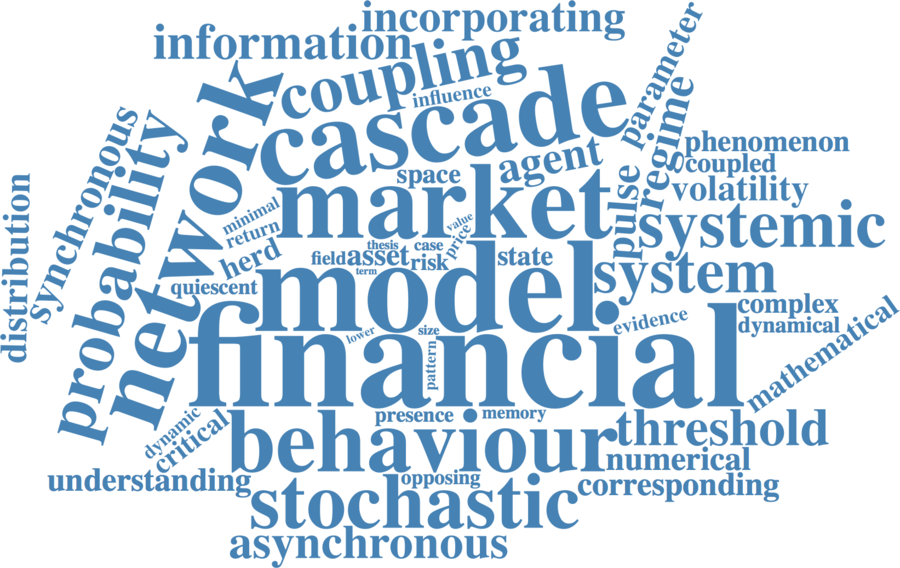 incorporating
information
coupling
influence
cascade
parameter
regime
network
probability
synchronous
distribution
space
agent
phenomenon
coupled
volatility
pulse
market
systemic
minimal
return
herd
quiescent
field
thesis
asset
term
case
risk
value
price
state
system
model
complex
dynamical
mathematical
evidence
financial
lower
size
pattern
presence
memory
dynamic
critical
behaviour
threshold
numerical
understanding
opposing
corresponding
stochastic
asynchronous